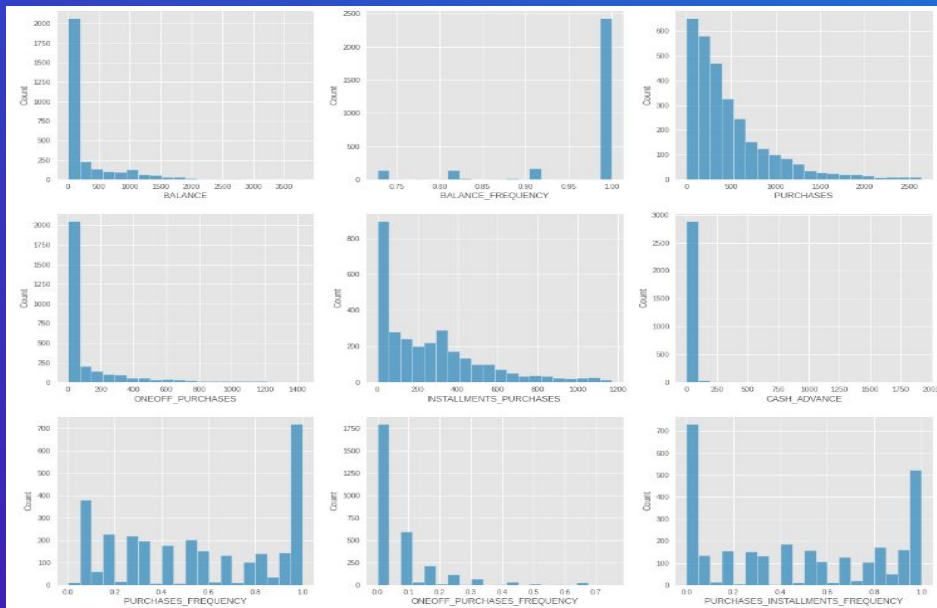 2000
1750
1500
1250
1000
750
500
250
0
Count
0 500 1000 1500 2000 2500 3000 3500
BALANCE
2500
2000
1500
1000
500
0
Count
0.75 0.80 0.85 0.90 0.95 1.00
BALANCE_FREQUENCY
600
500
400
300
200
100
0
Count
0 500 1000 1500 2000 2500
PURCHASES
2000
1750
1500
1250
1000
750
500
250
0
Count
0 200 400 600 800 1000 1200 1400
ONEOFF_PURCHASES
800
600
400
200
0
Count
0 200 400 600 800 1000 1200
INSTALLMENTS_PURCHASES
3000
2500
2000
1500
1000
500
0
Count
0 250 500 750 1000 1250 1500 1750
CASH_ADVANCE
700
600
500
400
300
200
100
0
Count
0.0 0.2 0.4 0.6 0.8 1.0
PURCHASES_FREQUENCY
1750
1500
1250
1000
750
500
250
0
Count
0.0 0.1 0.2 0.3 0.4 0.5 0.6 0.7
ONEOFF_PURCHASES_FREQUENCY
700
600
500
400
300
200
100
0
Count
0.0 0.2 0.4 0.6 0.8 1.0
PURCHASES_INSTALLMENTS_FREQUENCY